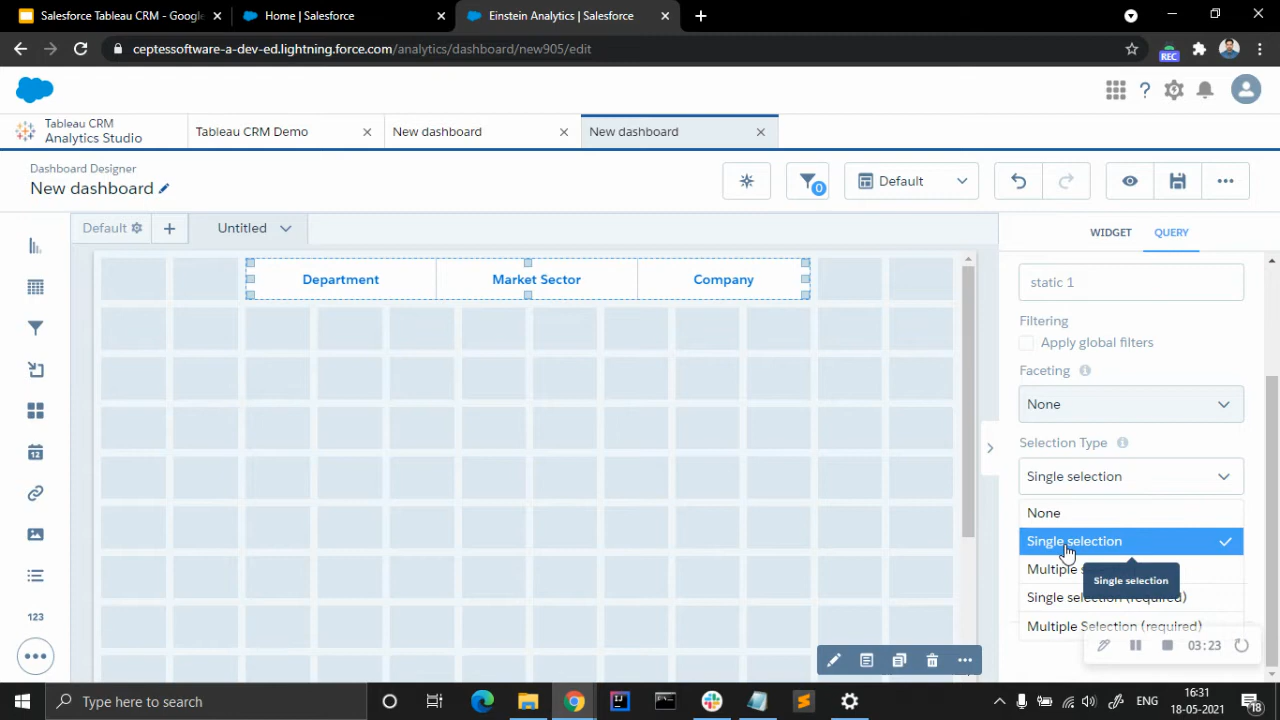 Salesforce Tableau CRM - Google
Home | Salesforce
Einstein Analytics | Salesforce
ceptessoftware-a-dev-ed.lightning.force.com/analytics/dashboard/new905/edit
REC
Tableau CRM
Analytics Studio
Tableau CRM Demo
New dashboard
New dashboard
Dashboard Designer
New dashboard
0
Default
Default
Untitled
WIDGET
QUERY
Department
Market Sector
Company
static 1
Filtering
Apply global filters
Faceting
None
Selection Type
Single selection
None
Single selection
Multiple
Single selection
Single selection (required)
Multiple Selection (required)
12
123
03:23
Type here to search
ENG
16:31
18-05-2021
18